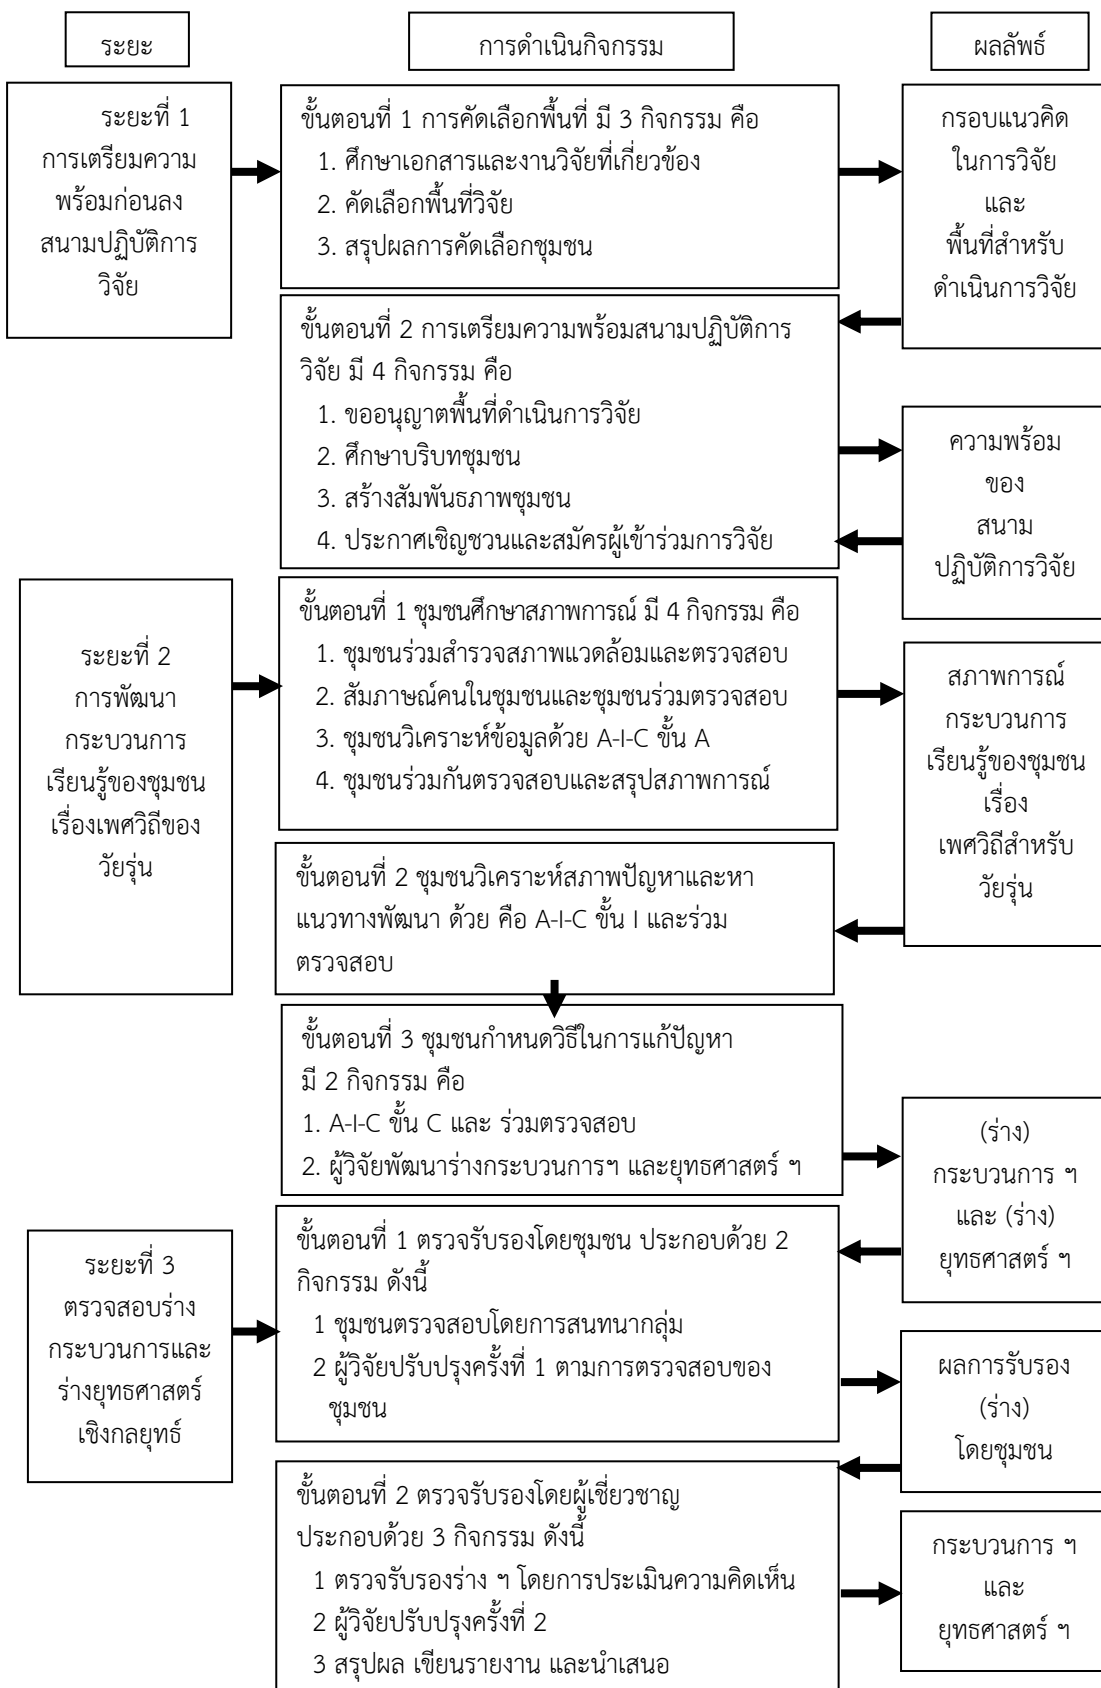 ระยะ
การดำเนินกิจกรรม
ผลลัพธ์
ระยะที่ 1
การเตรียมความ
พร้อมก่อนลง
สนามปฏิบัติการ
วิจัย
ขั้นตอนที่ 1 การคัดเลือกพื้นที่ มี 3 กิจกรรม คือ
1. ศึกษาเอกสารและงานวิจัยที่เกี่ยวข้อง
2. คัดเลือกพื้นที่วิจัย
3. สรุปผลการคัดเลือกชุมชน
กรอบแนวคิด
ในการวิจัย
และ
พื้นที่สำหรับ
ดำเนินการวิจัย
ขั้นตอนที่ 2 การเตรียมความพร้อมสนามปฏิบัติการ
วิจัย มี 4 กิจกรรม คือ
1. ขออนุญาตพื้นที่ดำเนินการวิจัย
2. ศึกษาบริบทชุมชน
3. สร้างสัมพันธภาพชุมชน
4. ประกาศเชิญชวนและสมัครผู้เข้าร่วมการวิจัย
ความพร้อม
ของ
สนาม
ปฏิบัติการวิจัย
ระยะที่ 2
การพัฒนา
กระบวนการ
เรียนรู้ของชุมชน
เรื่องเพศวิถีของ
วัยรุ่น
ขั้นตอนที่ 1 ชุมชนศึกษาสภาพการณ์ มี 4 กิจกรรม คือ
1. ชุมชนร่วมสำรวจสภาพแวดล้อมและตรวจสอบ
2. สัมภาษณ์คนในชุมชนและชุมชนร่วมตรวจสอบ
3. ชุมชนวิเคราะห์ข้อมูลด้วย A-I-C ขั้น A
4. ชุมชนร่วมกันตรวจสอบและสรุปสภาพการณ์
สภาพการณ์
กระบวนการ
เรียนรู้ของชุมชน
เรื่อง
เพศวิถีสำหรับ
วัยรุ่น
ขั้นตอนที่ 2 ชุมชนวิเคราะห์สภาพปัญหาและหา
แนวทางพัฒนา ด้วย คือ A-I-C ขั้น I และร่วม
ตรวจสอบ
ขั้นตอนที่ 3 ชุมชนกำหนดวิธีในการแก้ปัญหา
มี 2 กิจกรรม คือ
1. A-I-C ขั้น C และ ร่วมตรวจสอบ
2. ผู้วิจัยพัฒนาร่างกระบวนการฯ และยุทธศาสตร์ ฯ
(ร่าง)
กระบวนการ ฯ
และ (ร่าง)
ยุทธศาสตร์ ฯ
ระยะที่ 3
ตรวจสอบร่าง
กระบวนการและ
ร่างยุทธศาสตร์
เชิงกลยุทธ์
ขั้นตอนที่ 1 ตรวจรับรองโดยชุมชน ประกอบด้วย 2
กิจกรรม ดังนี้
1 ชุมชนตรวจสอบโดยการสนทนากลุ่ม
2 ผู้วิจัยปรับปรุงครั้งที่ 1 ตามการตรวจสอบของ
ชุมชน
ผลการรับรอง
(ร่าง)
โดยชุมชน
ขั้นตอนที่ 2 ตรวจรับรองโดยผู้เชี่ยวชาญ
ประกอบด้วย 3 กิจกรรม ดังนี้
1 ตรวจรับรองร่าง ฯ โดยการประเมินความคิดเห็น
2 ผู้วิจัยปรับปรุงครั้งที่ 2
3 สรุปผล เขียนรายงาน และนำเสนอ
กระบวนการ ฯ
และ
ยุทธศาสตร์ ฯ